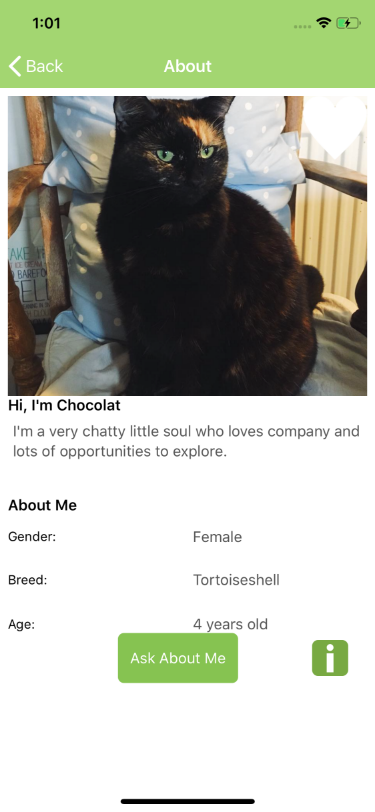 1:01
Back
About
Hi, I'm Chocolat
I'm a very chatty little soul who loves company and
lots of opportunities to explore.
About Me
Gender: Female
Breed: Tortoiseshell
Age: 4 years old
Ask About Me
i